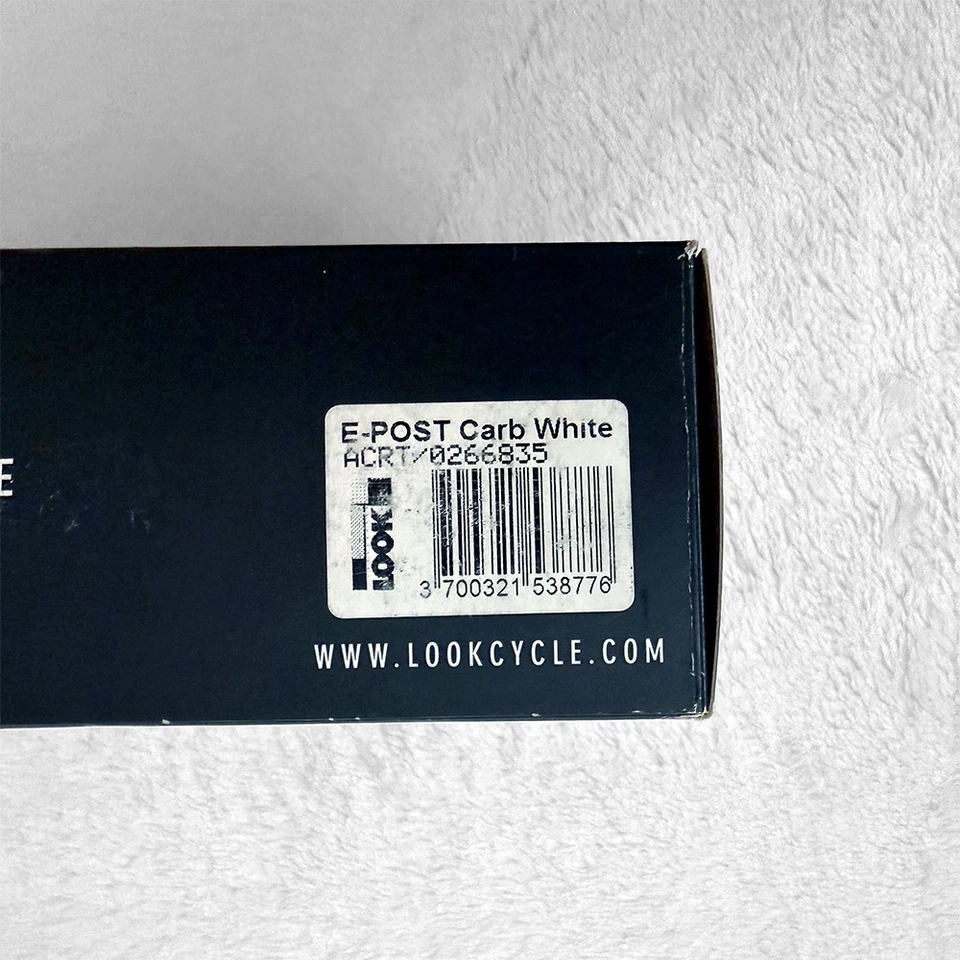 E
E-POST Carb White
ACRT/0266835
LOOK
3 700321 538776
WWW.LOOKCYCLE.COM